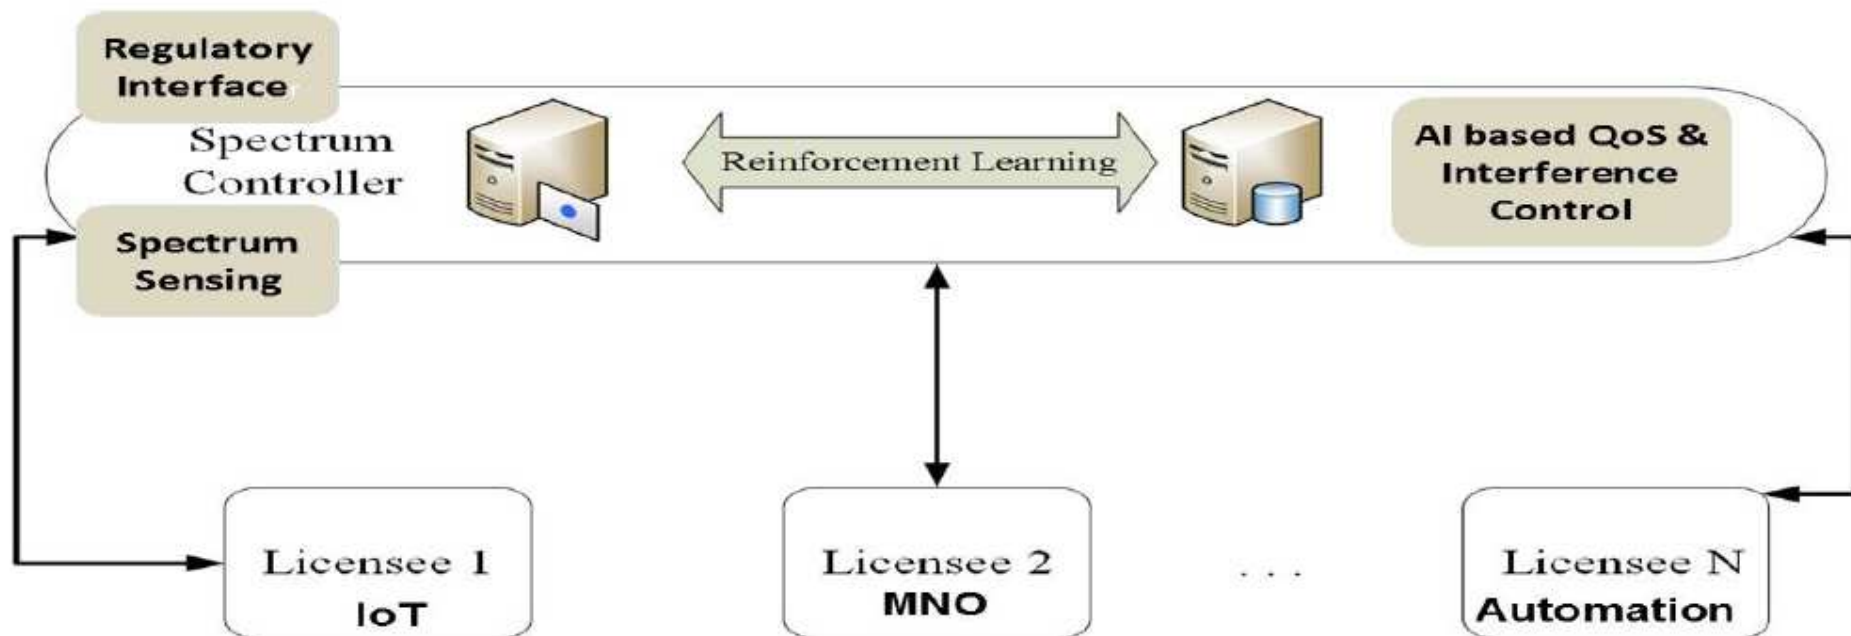 Regulatory
Interface
Spectrum
Controller
Reinforcement Learning
AI based QoS &
Interference
Control
Spectrum
Sensing
Licensee 1
IoT
Licensee 2
MNO
. . .
Licensee N
Automation